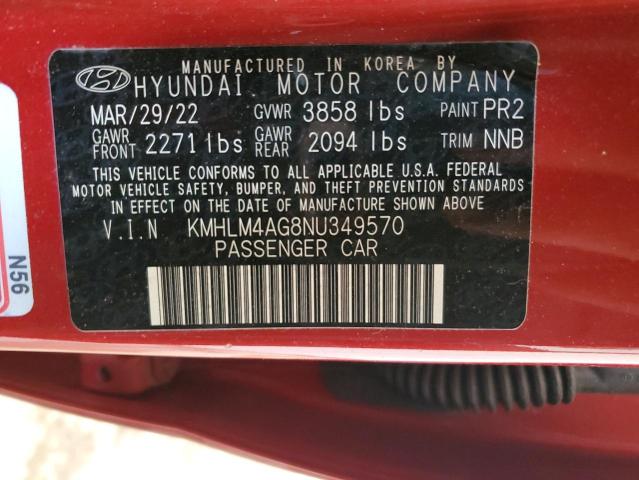 MANUFACTURED IN KOREA BY
HYUNDAI MOTOR COMPANY
MAR/29/22 GVWR 3858 lbs PAINT PR2
GAWR FRONT 2271 lbs GAWR REAR 2094 lbs TRIM NNB
THIS VEHICLE CONFORMS TO ALL APPLICABLE U.S.A. FEDERAL
MOTOR VEHICLE SAFETY, BUMPER, AND THEFT PREVENTION STANDARDS
IN EFFECT ON THE DATE OF MANUFACTURE SHOWN ABOVE.
V.I.N KMHLM4AG8NU349570
PASSENGER CAR
N56